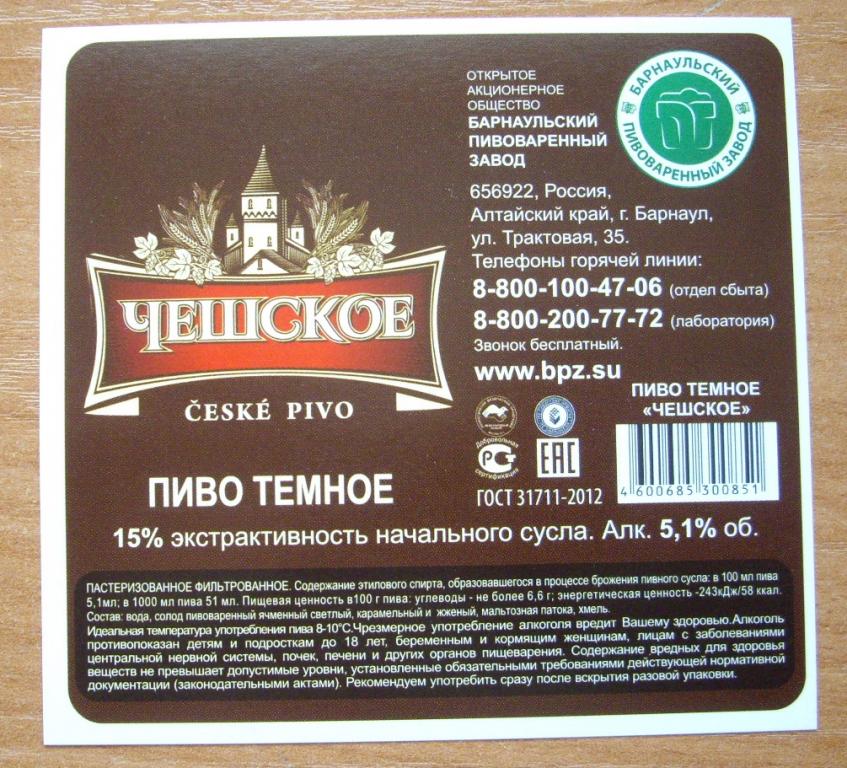 ОТКРЫТОЕ
АКЦИОНЕРНОЕ
ОБЩЕСТВО
БАРНАУЛЬСКИЙ
ПИВОВАРЕННЫЙ
ЗАВОД
БАРНАУЛЬСКИЙ
ПИВОВАРЕННЫЙ ЗАВОД
656922, Россия,
Алтайский край, г. Барнаул,
ул. Трактовая, 35.
Телефоны горячей линии:
8-800-100-47-06 (отдел сбыта)
8-800-200-77-72 (лаборатория)
Звонок бесплатный.
www.bpz.su
ЧЕШСКОЕ
ČESKÉ PIVO
ПИВО ТЕМНОЕ
ПИВО ТЕМНОЕ
«ЧЕШСКОЕ»
Добровольная
сертификация
ЕАС
ГОСТ 31711-2012
4 600685 300851
15% экстрактивность начального сусла. Алк. 5,1% об.
ПАСТЕРИЗОВАННОЕ ФИЛЬТРОВАННОЕ. Содержание этилового спирта, образовавшегося в процессе брожения пивного сусла: в 100 мл пива
5,1мл; в 1000 мл пива 51 мл. Пищевая ценность в100 г пива: углеводы - не более 6,6 г; энергетическая ценность -243кДж/58 ккал.
Состав: вода, солод пивоваренный ячменный светлый, карамельный и жженый, мальтозная патока, хмель.
Идеальная температура употребления пива 8-10°С.Чрезмерное употребление алкоголя вредит Вашему здоровью.Алкоголь
противопоказан детям и подросткам до 18 лет, беременным и кормящим женщинам, лицам с заболеваниями
центральной нервной системы, почек, печени и других органов пищеварения. Содержание вредных для здоровья
веществ не превышает допустимые уровни, установленные обязательными требованиями действующей нормативной
документации (законодательными актами). Рекомендуем употребить сразу после вскрытия разовой упаковки.